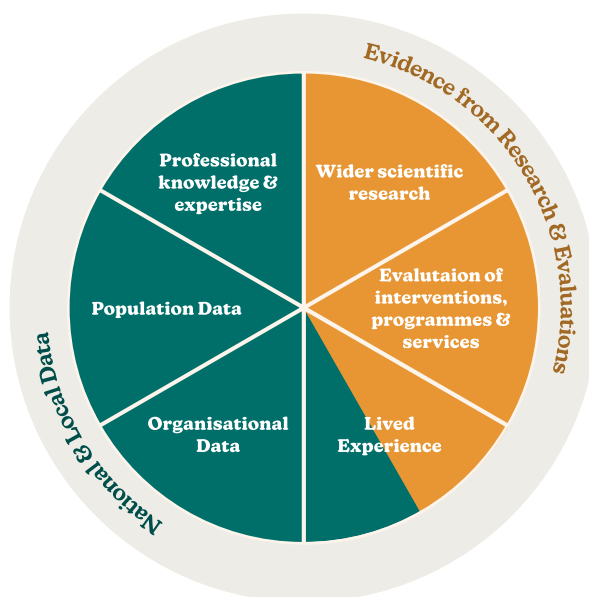 Evidence from Research & Evaluations
Professional
knowledge &
expertise
Wider scientific
research
Evalutaion of
interventions,
programmes &
services
Population Data
Organisational
Data
Lived
Experience
National & Local Data